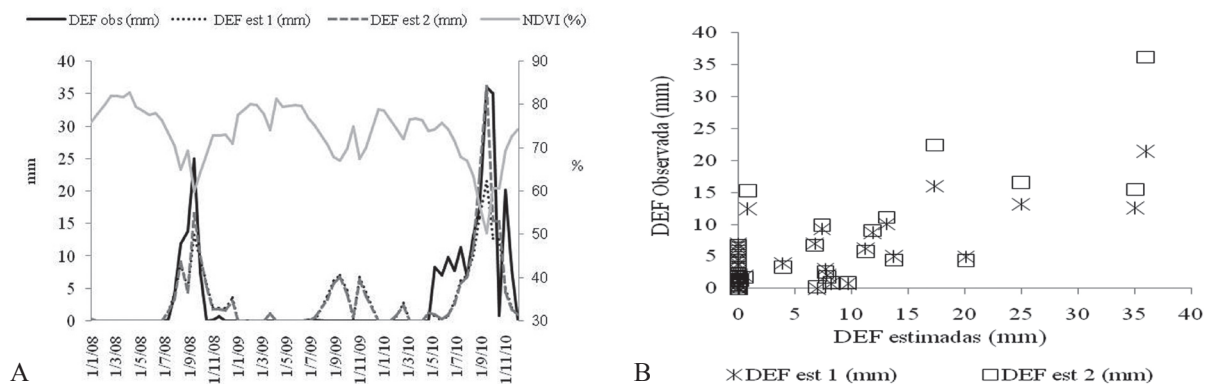 DEF obs (mm) DEF est 1 (mm) DEF est 2 (mm) NDVI (%)
40 90
35
80
30
25 70
20
60
15
50
10
40
5
0 30
mm
%
1/1/08 1/3/08 1/5/08 1/7/08 1/9/08 1/11/08 1/1/09 1/3/09 1/5/09 1/7/09 1/9/09 1/11/09 1/1/10 1/3/10 1/5/10 1/7/10 1/9/10 1/11/10
A
DEF Observada (mm)
40
35
30
25
20
15
10
5
0
0 5 10 15 20 25 30 35 40
DEF estimadas (mm)
DEF est 1 (mm) DEF est 2 (mm)
B